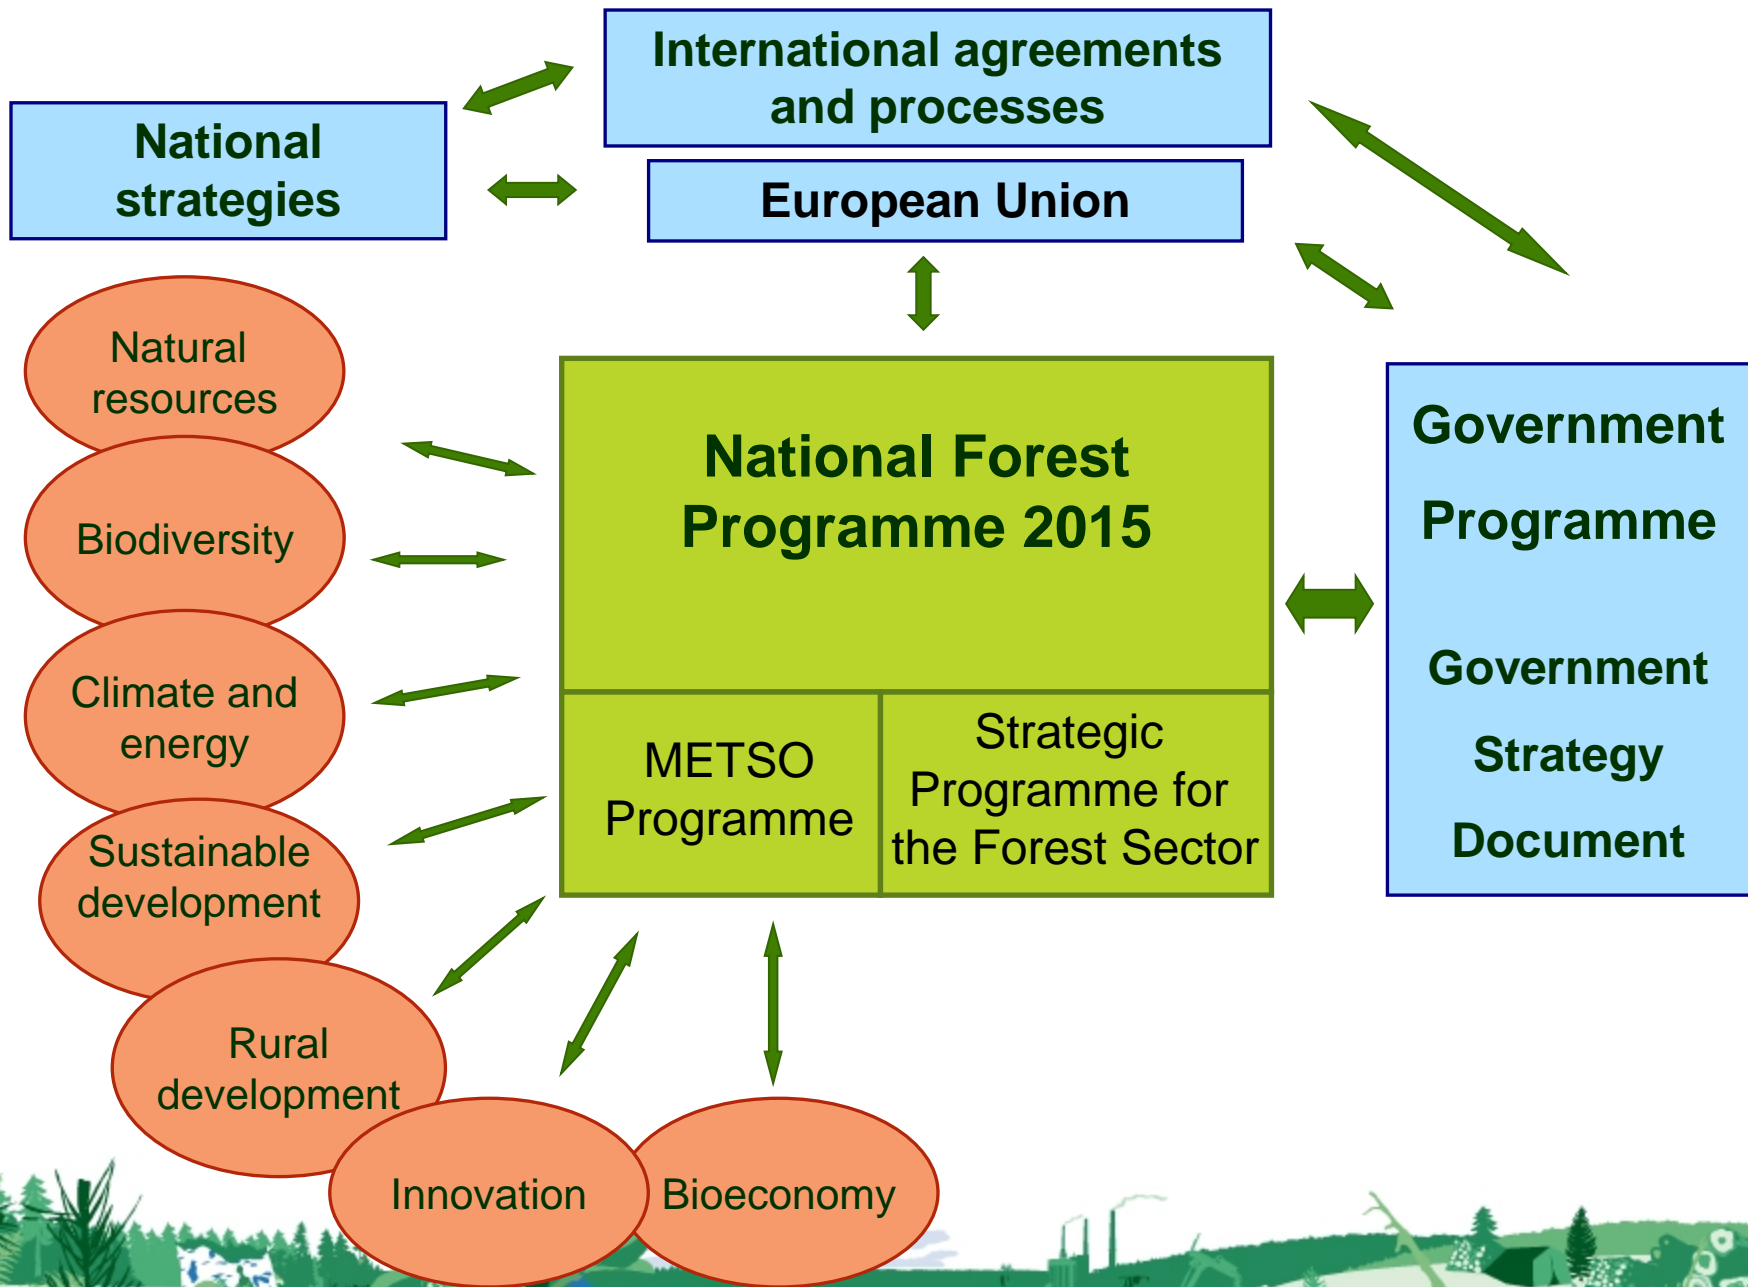 International agreements
and processes
National
strategies
European Union
Natural
resources
Biodiversity
Climate and
energy
Sustainable
development
Rural
development
Innovation
Bioeconomy
National Forest
Programme 2015
METSO
Programme
Strategic
Programme for
the Forest Sector
Government
Programme
Government
Strategy
Document